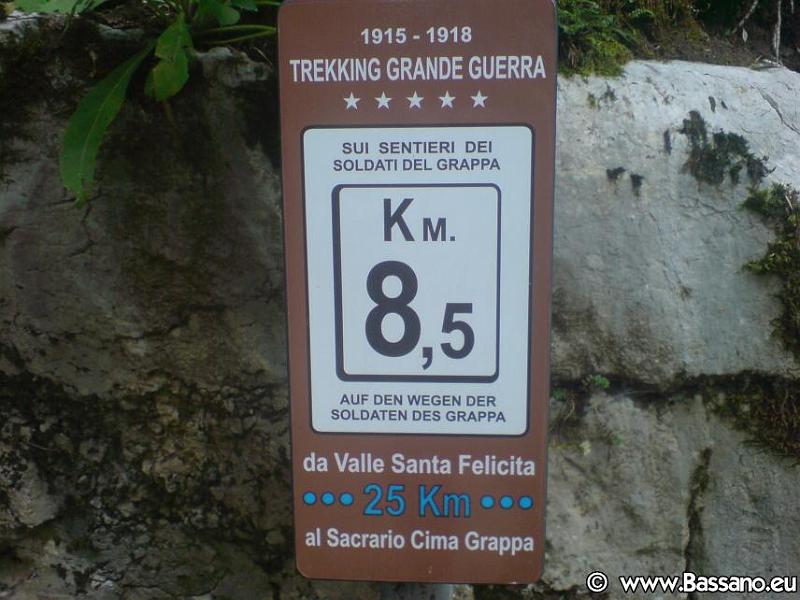 1915 - 1918
TREKKING GRANDE GUERRA
SUI SENTIERI DEI
SOLDATI DEL GRAPPA
KM.
8,5
AUF DEN WEGEN DER
SOLDATEN DES GRAPPA
da Valle Santa Felicita
25 Km
al Sacrario Cima Grappa
© www.Bassano.eu